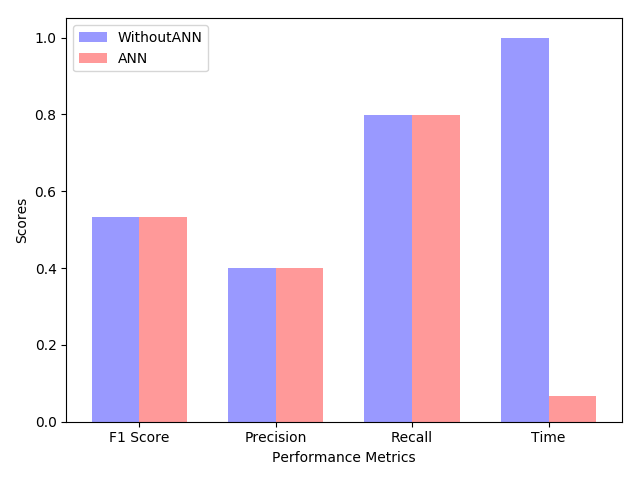 WithoutANN
ANN
1.0
0.8
0.6
0.4
0.2
0.0
Scores
F1 Score Precision Recall Time
Performance Metrics